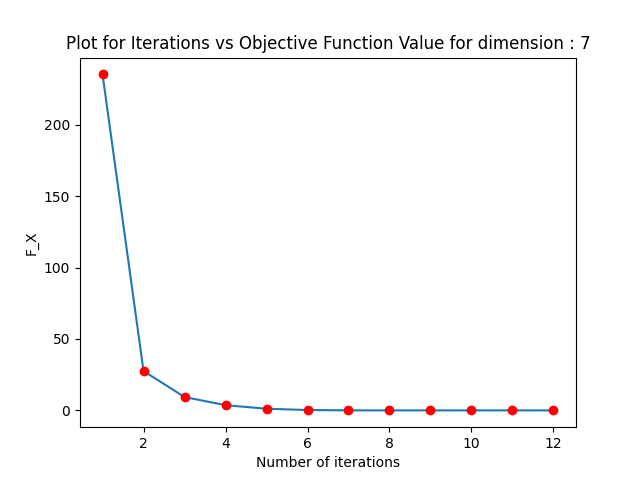 Plot for Iterations vs Objective Function Value for dimension : 7
F_X
200
150
100
50
0
2 4 6 8 10 12
Number of iterations